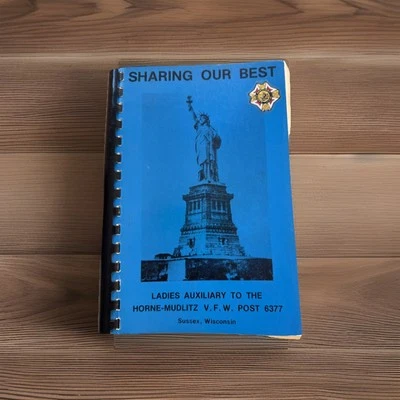 SHARING OUR BEST
LADIES AUXILIARY TO THE
HORNE-MUDLITZ V.F.W. POST 6377
Sussex, Wisconsin